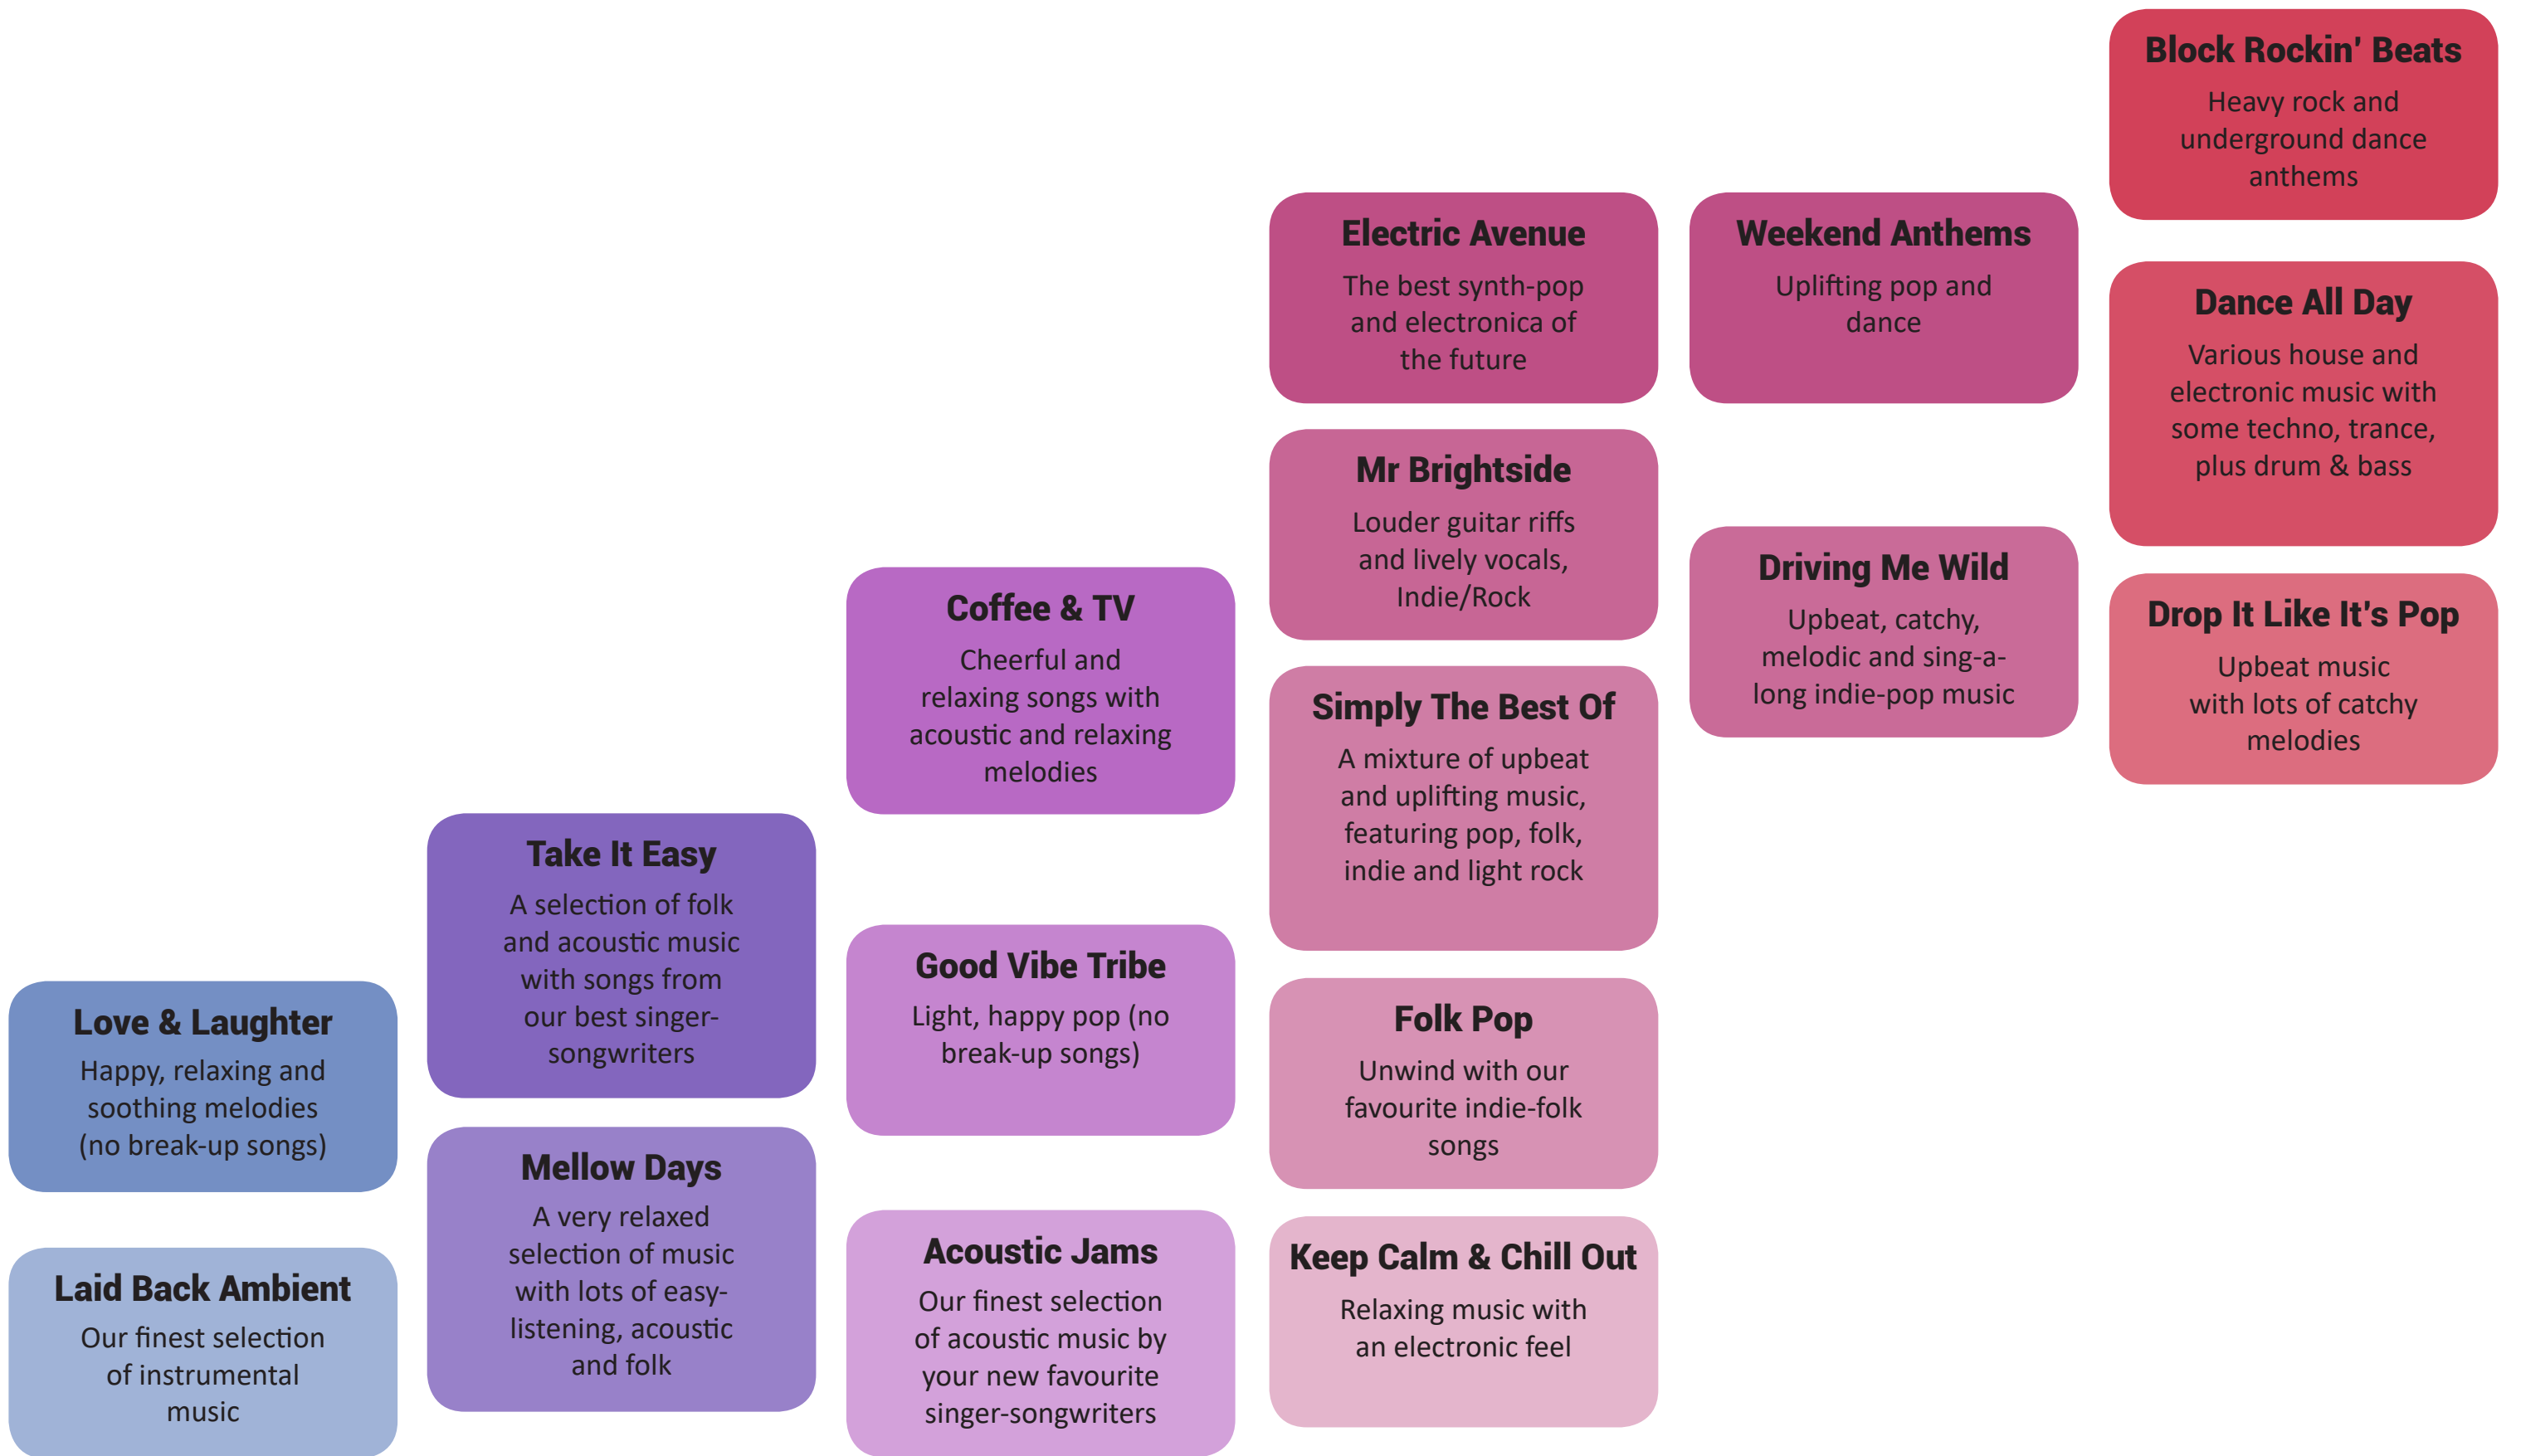 Love & Laughter
Happy, relaxing and
soothing melodies
(no break-up songs)
Laid Back Ambient
Our finest selection
of instrumental
music
Take It Easy
A selection of folk
and acoustic music
with songs from
our best singer-
songwriters
Mellow Days
A very relaxed
selection of music
with lots of easy-
listening, acoustic
and folk
Coffee & TV
Cheerful and
relaxing songs with
acoustic and relaxing
melodies
Good Vibe Tribe
Light, happy pop (no
break-up songs)
Acoustic Jams
Our finest selection
of acoustic music by
your new favourite
singer-songwriters
Electric Avenue
The best synth-pop
and electronica of
the future
Mr Brightside
Louder guitar riffs
and lively vocals,
Indie/Rock
Simply The Best Of
A mixture of upbeat
and uplifting music,
featuring pop, folk,
indie and light rock
Folk Pop
Unwind with our
favourite indie-folk
songs
Keep Calm & Chill Out
Relaxing music with
an electronic feel
Weekend Anthems
Uplifting pop and
dance
Driving Me Wild
Upbeat, catchy,
melodic and sing-a-
long indie-pop music
Block Rockin' Beats
Heavy rock and
underground dance
anthems
Dance All Day
Various house and
electronic music with
some techno, trance,
plus drum & bass
Drop It Like It's Pop
Upbeat music
with lots of catchy
melodies